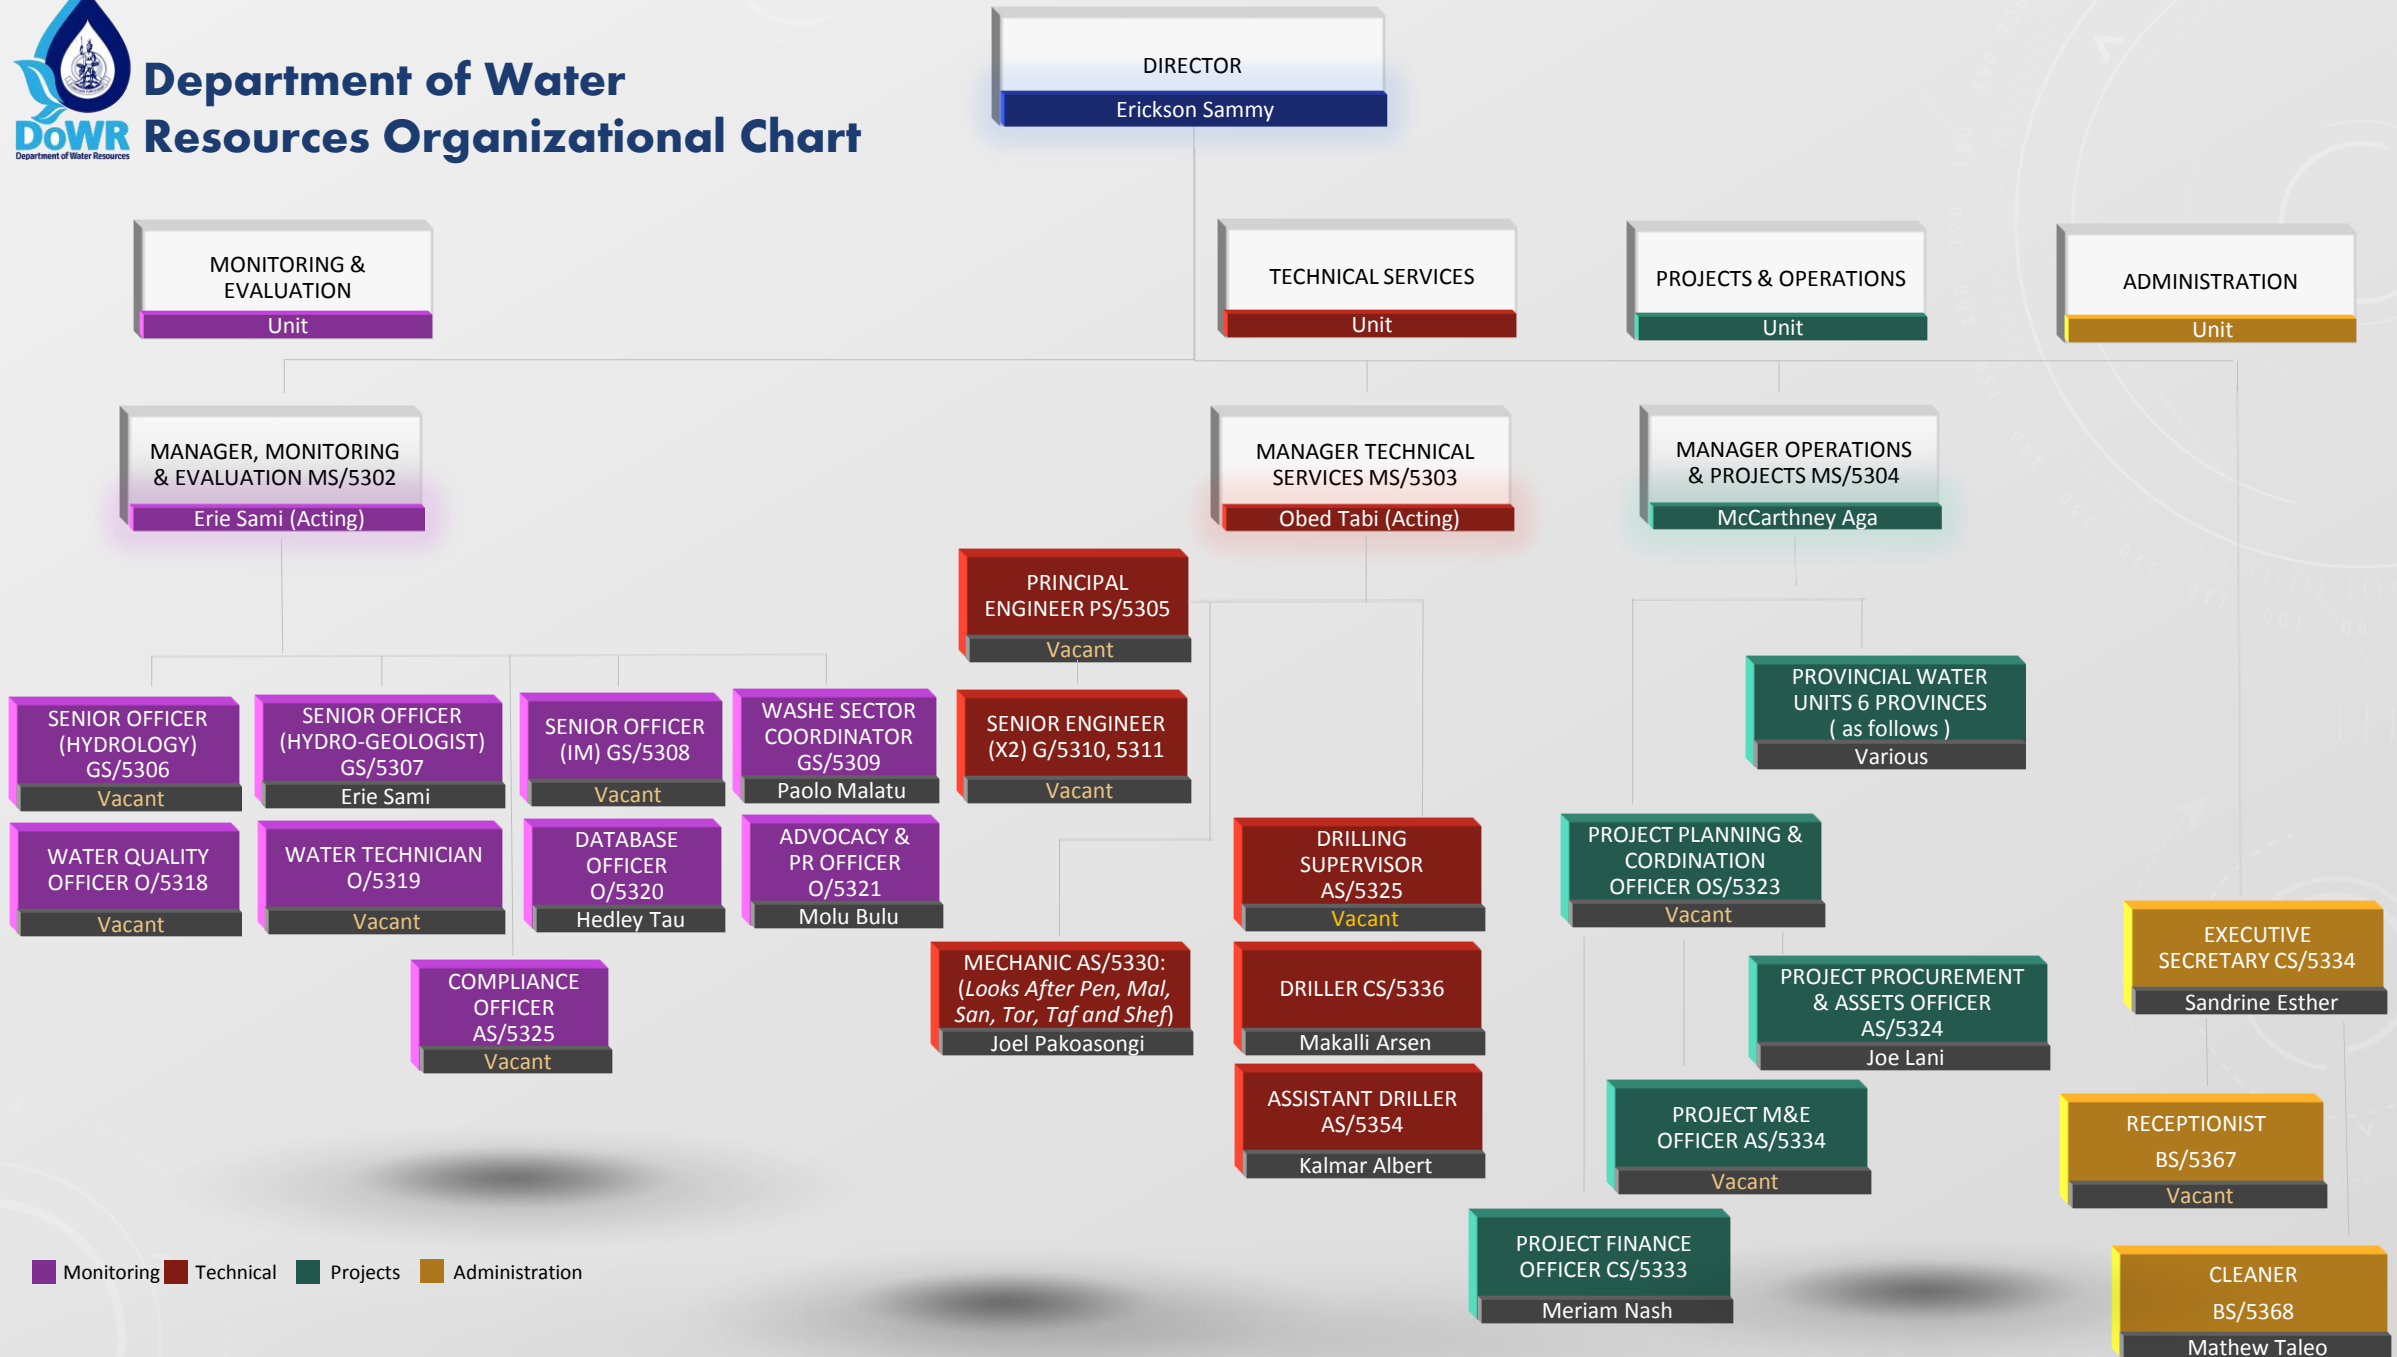 Department of Water
Resources Organizational Chart
DoWR
Department of Water Resources
DIRECTOR
Erickson Sammy
MONITORING &
EVALUATION
Unit
TECHNICAL SERVICES
Unit
PROJECTS & OPERATIONS
Unit
ADMINISTRATION
Unit
MANAGER, MONITORING
& EVALUATION MS/5302
Erie Sami (Acting)
MANAGER TECHNICAL
SERVICES MS/5303
Obed Tabi (Acting)
MANAGER OPERATIONS
& PROJECTS MS/5304
McCarthney Aga
SENIOR OFFICER
(HYDROLOGY)
GS/5306
Vacant
SENIOR OFFICER
(HYDRO-GEOLOGIST)
GS/5307
Erie Sami
SENIOR OFFICER
(IM) GS/5308
Vacant
WASHE SECTOR
COORDINATOR
GS/5309
Paolo Malatu
WATER QUALITY
OFFICER O/5318
Vacant
WATER TECHNICIAN
O/5319
Vacant
DATABASE
OFFICER
O/5320
Hedley Tau
ADVOCACY &
PR OFFICER
O/5321
Molu Bulu
COMPLIANCE
OFFICER
AS/5325
Vacant
PRINCIPAL
ENGINEER PS/5305
Vacant
SENIOR ENGINEER
(X2) G/5310, 5311
Vacant
MECHANIC AS/5330:
(Looks After Pen, Mal,
San, Tor, Taf and Shef)
Joel Pakoasongi
DRILLING
SUPERVISOR
AS/5325
Vacant
DRILLER CS/5336
Makalli Arsen
ASSISTANT DRILLER
AS/5354
Kalmar Albert
PROVINCIAL WATER
UNITS 6 PROVINCES
( as follows )
Various
PROJECT PLANNING &
CORDINATION
OFFICER OS/5323
Vacant
PROJECT PROCUREMENT
& ASSETS OFFICER
AS/5324
Joe Lani
PROJECT M&E
OFFICER AS/5334
Vacant
PROJECT FINANCE
OFFICER CS/5333
Meriam Nash
EXECUTIVE
SECRETARY CS/5334
Sandrine Esther
RECEPTIONIST
BS/5367
Vacant
CLEANER
BS/5368
Mathew Taleo
Monitoring
Technical
Projects
Administration